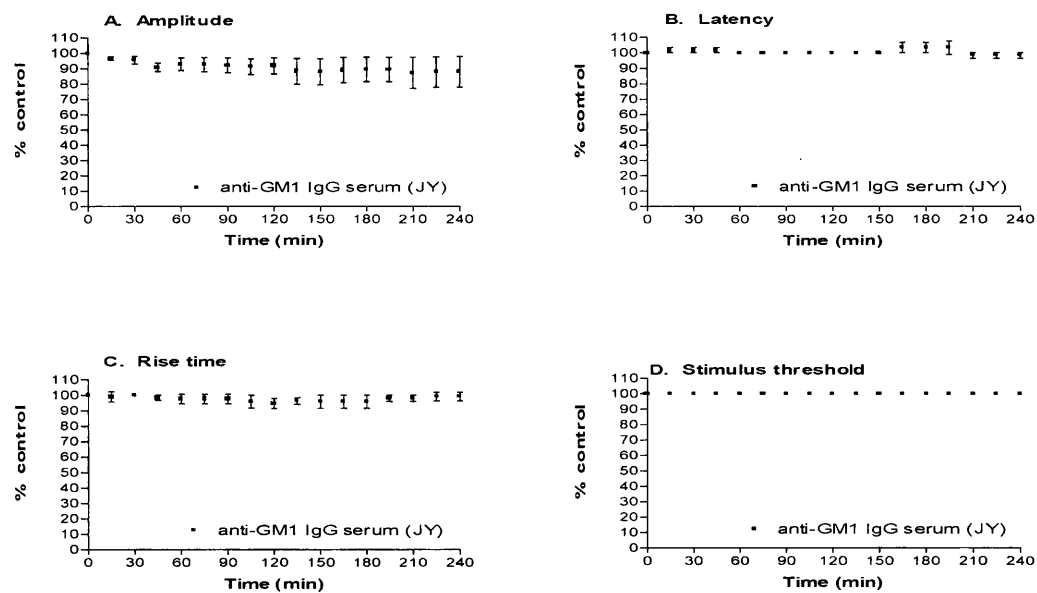 A. Amplitude
110
100
90
80
70
60
50
40
30
20
10
0
% control
anti-GM1 IgG serum (JY)
0 30 60 90 120 150 180 210 240
Time (min)
B. Latency
110
100
90
80
70
60
50
40
30
20
10
0
% control
anti-GM1 IgG serum (JY)
0 30 60 90 120 150 180 210 240
Time (min)
C. Rise time
110
100
90
80
70
60
50
40
30
20
10
0
% control
anti-GM1 IgG serum (JY)
0 30 60 90 120 150 180 210 240
Time (min)
D. Stimulus threshold
110
100
90
80
70
60
50
40
30
20
10
0
% control
anti-GM1 IgG serum (JY)
0 30 60 90 120 150 180 210 240
Time (min)